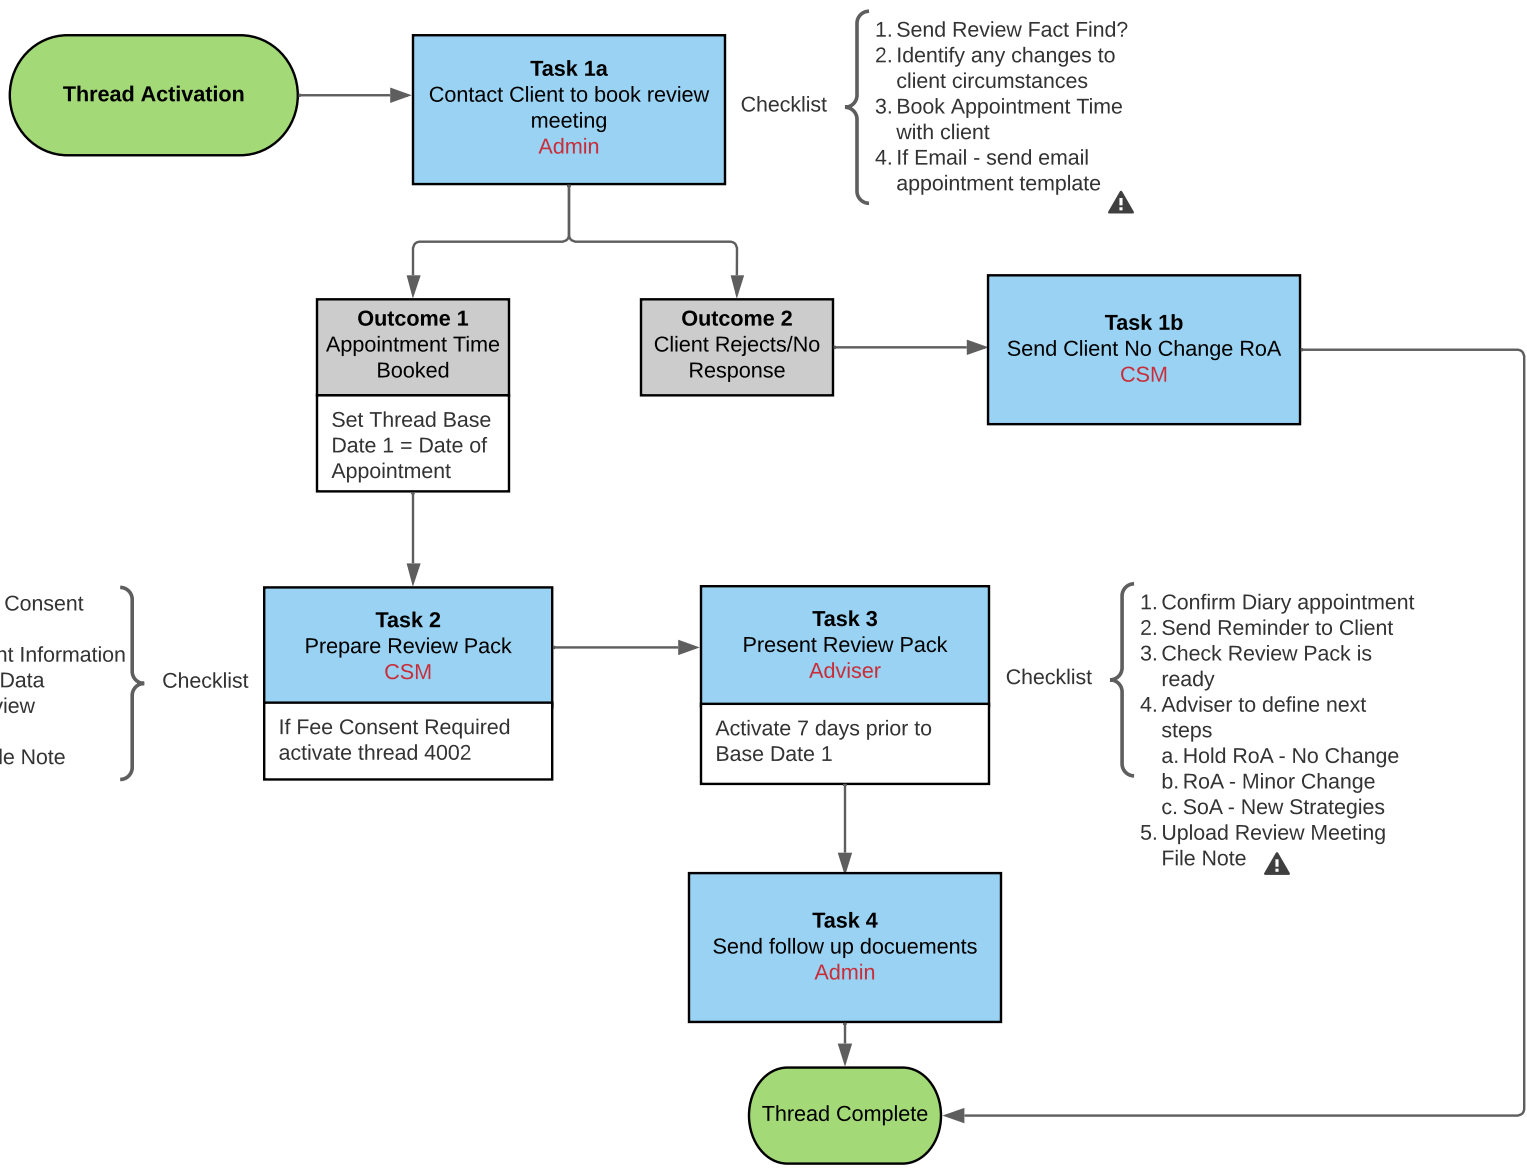 Thread Activation
Task 1a
Contact Client to book review
meeting
Admin
Checklist
1. Send Review Fact Find?
2. Identify any changes to
client circumstances
3. Book Appointment Time
with client
4. If Email - send email
appointment template
Outcome 1
Appointment Time
Booked
Set Thread Base
Date 1 = Date of
Appointment
Outcome 2
Client Rejects/No
Response
Task 1b
Send Client No Change RoA
CSM
Consent
Information
Data
Note
Checklist
Task 2
Prepare Review Pack
CSM
If Fee Consent Required
activate thread 4002
Task 3
Present Review Pack
Adviser
Activate 7 days prior to
Base Date 1
Checklist
1. Confirm Diary appointment
2. Send Reminder to Client
3. Check Review Pack is
ready
4. Adviser to define next
steps
a. Hold RoA - No Change
b. RoA - Minor Change
c. SoA - New Strategies
5. Upload Review Meeting
File Note
Task 4
Send follow up docuements
Admin
Thread Complete